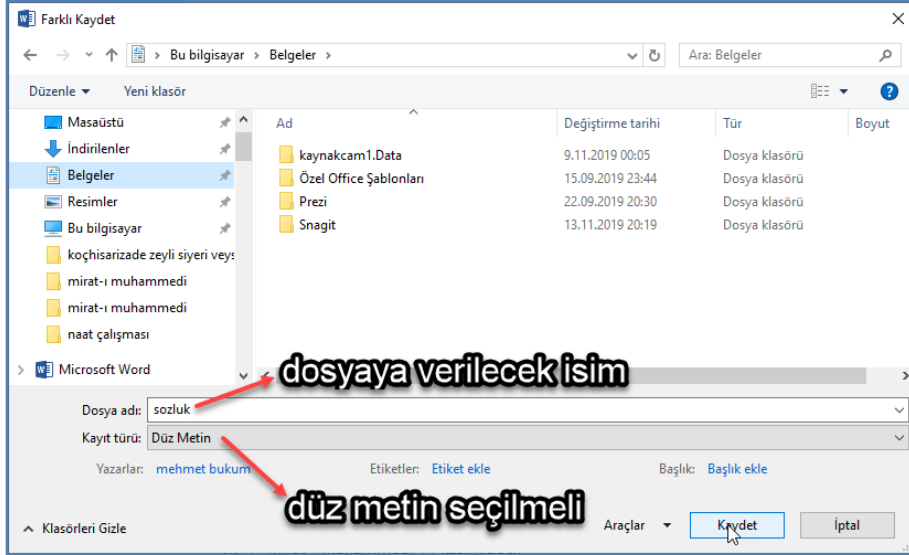 Farklı Kaydet
Bu bilgisayar > Belgeler >
Ara: Belgeler
Düzenle
Yeni klasör
Masaüstü
İndirilenler
Belgeler
Resimler
Bu bilgisayar
koçhisarizade zeyli siyeri veys
mirat-ı muhammedi
mirat-ı muhammedi
naat çalışması
Microsoft Word
Ad Değiştirme tarihi Tür Boyut
kaynakcam1.Data 9.11.2019 00:05 Dosya klasörü
Özel Office Şablonları 15.09.2019 23:44 Dosya klasörü
Prezi 22.09.2019 20:30 Dosya klasörü
Snagit 13.11.2019 20:19 Dosya klasörü
dosyaya verilecek isim
Dosya adı: sozluk
Kayıt türü: Düz Metin
Yazarlar: mehmet bukum Etiketler: Etiket ekle Başlık: Başlık ekle
düz metin seçilmeli
Klasörleri Gizle
Araçlar
Kaydet
İptal